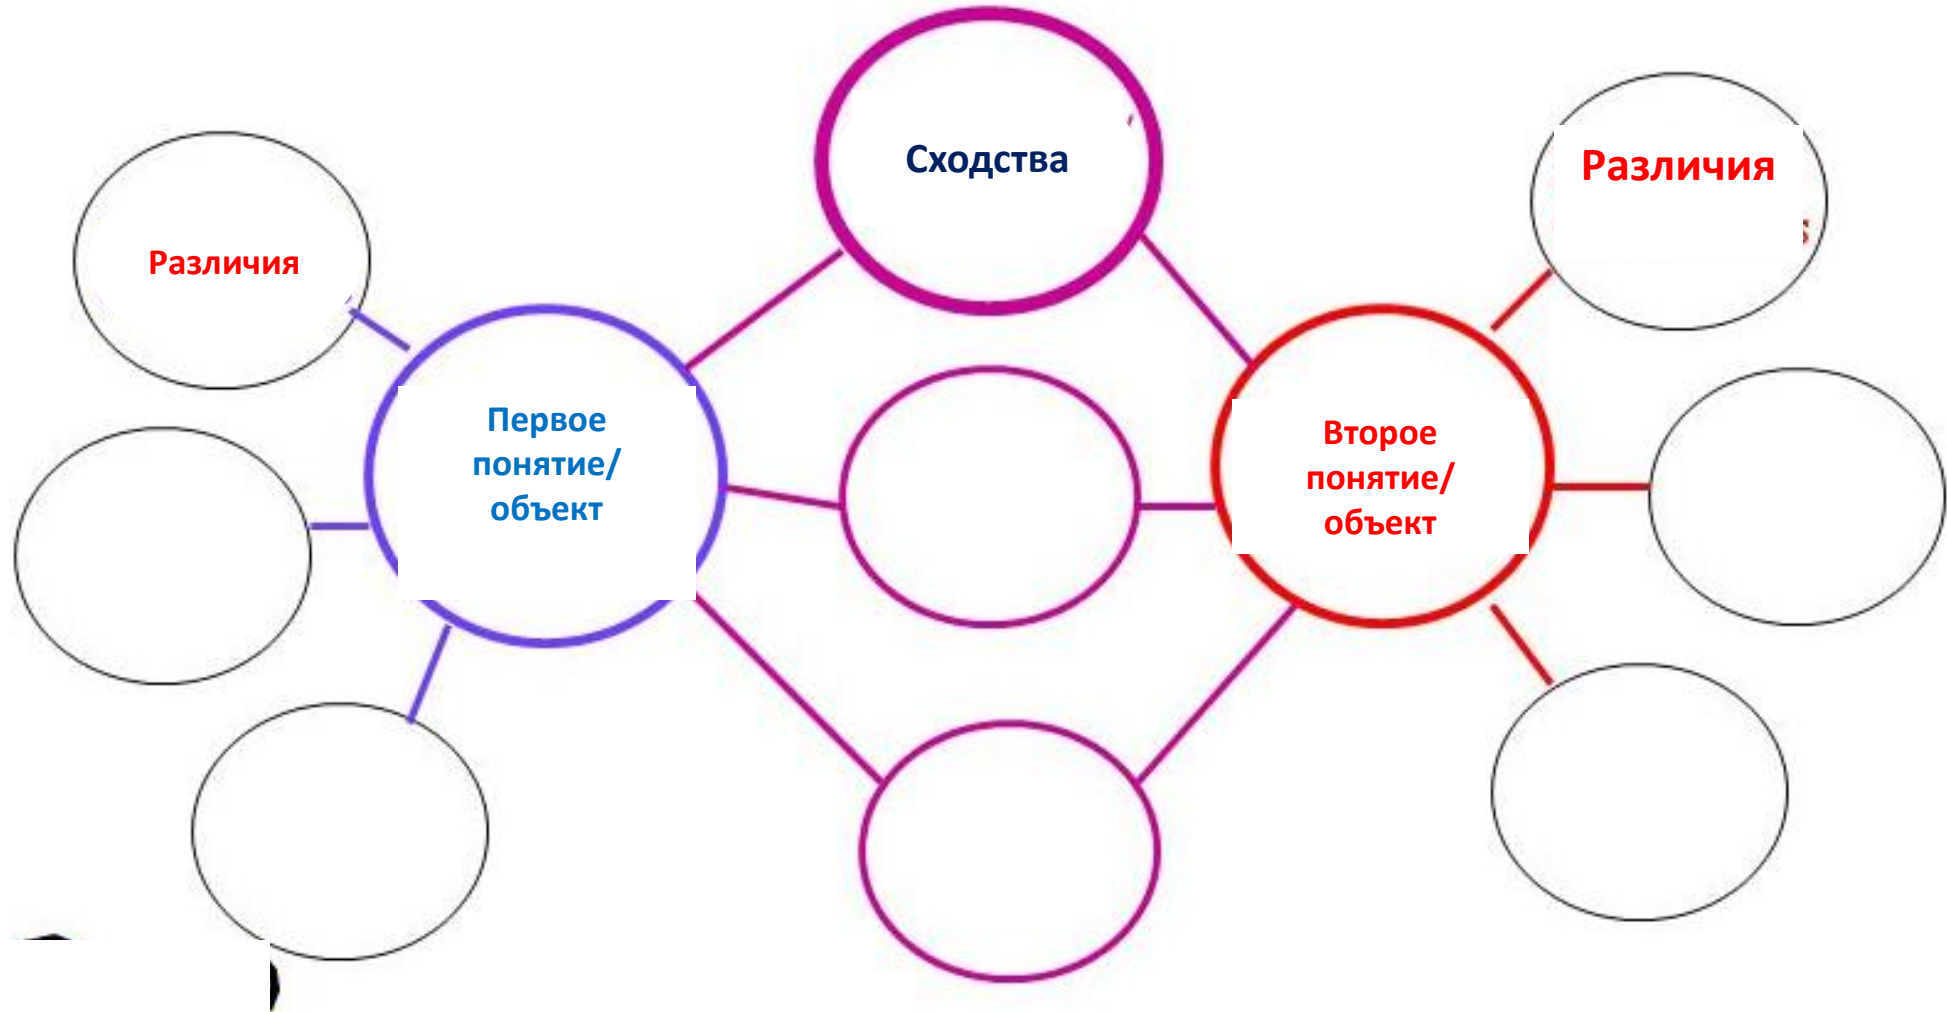 Сходства
Различия
Различия
Первое
понятие/
объект
Второе
понятие/
объект